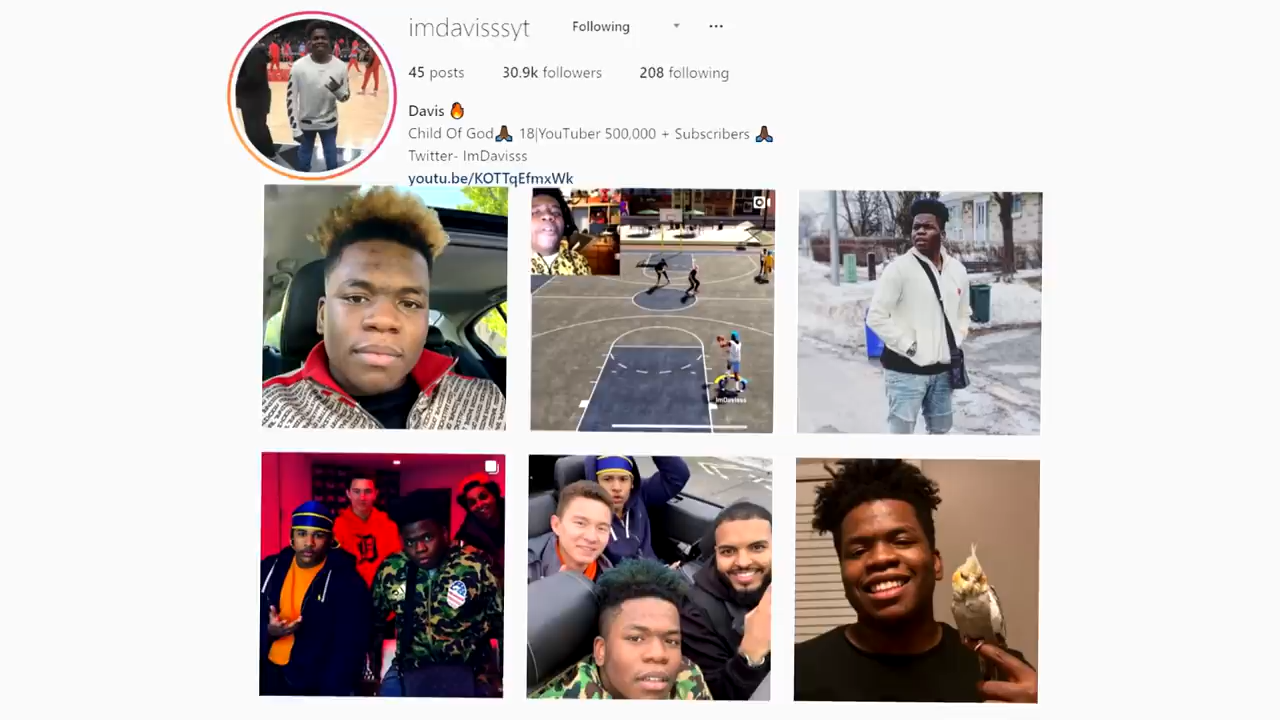 imdavisssyt Following
45 posts 30.9k followers 208 following
Davis 🔥
Child Of God🙏🏾 18|YouTuber 500,000 + Subscribers 🙏🏾
Twitter- ImDavisss
youtu.be/KOTTqEfmxWk
ImDavisss